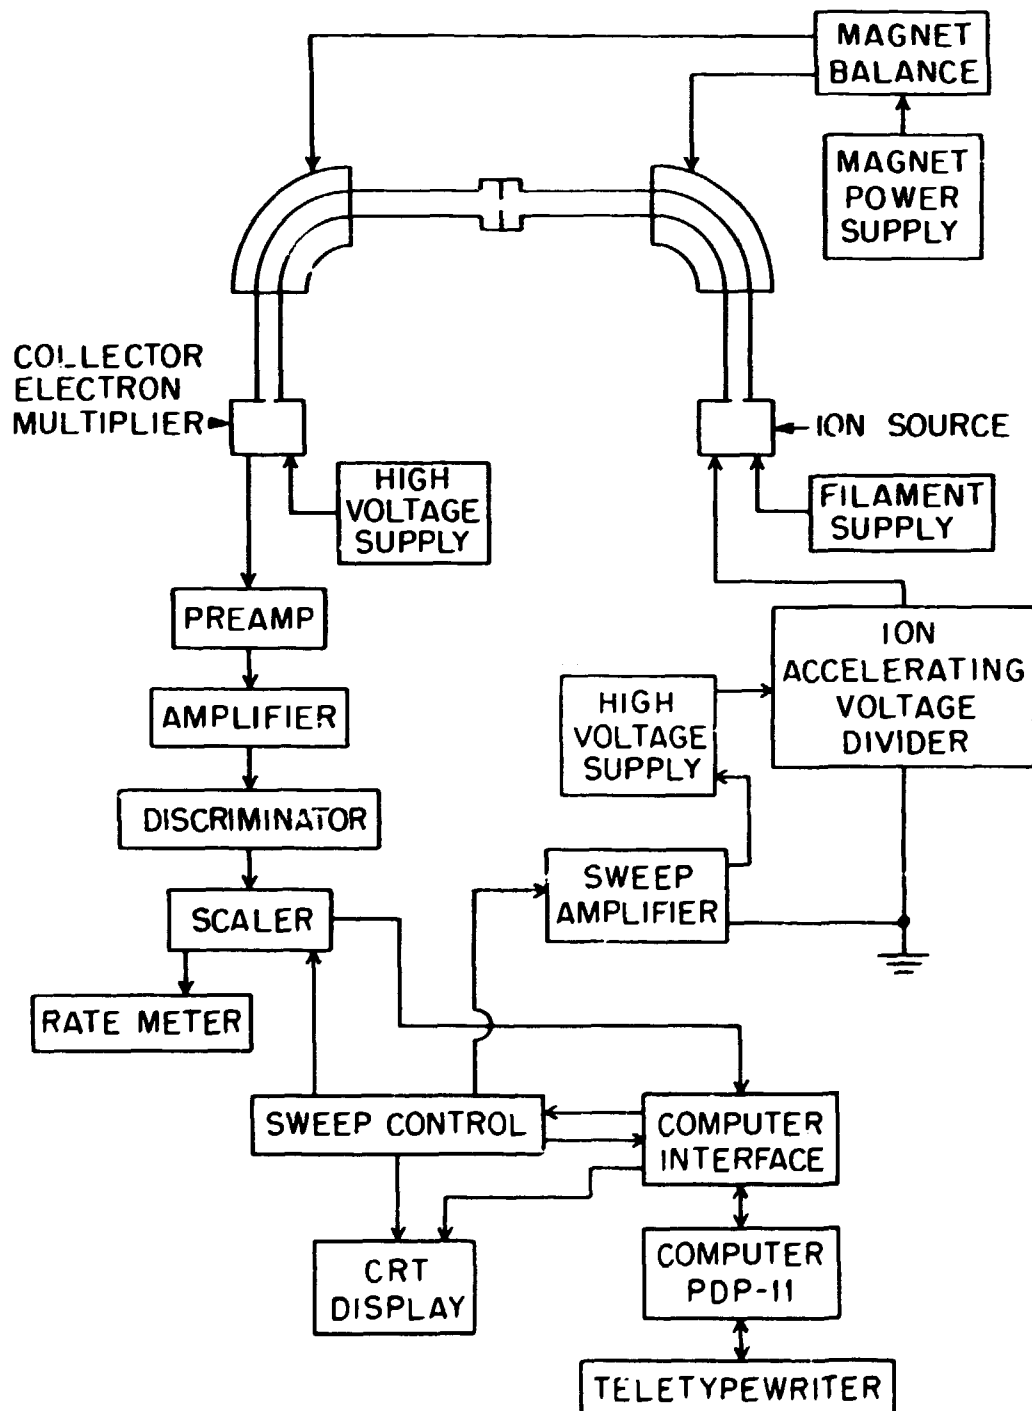 MAGNET
BALANCE
MAGNET
POWER
SUPPLY
COLLECTOR
ELECTRON
MULTIPLIER
ION SOURCE
HIGH
VOLTAGE
SUPPLY
FILAMENT
SUPPLY
PREAMP
ION
ACCELERATING
VOLTAGE
DIVIDER
HIGH
VOLTAGE
SUPPLY
AMPLIFIER
DISCRIMINATOR
SWEEP
AMPLIFIER
SCALER
RATE METER
SWEEP CONTROL
COMPUTER
INTERFACE
CRT
DISPLAY
COMPUTER
PDP-11
TELETYPEWRITER